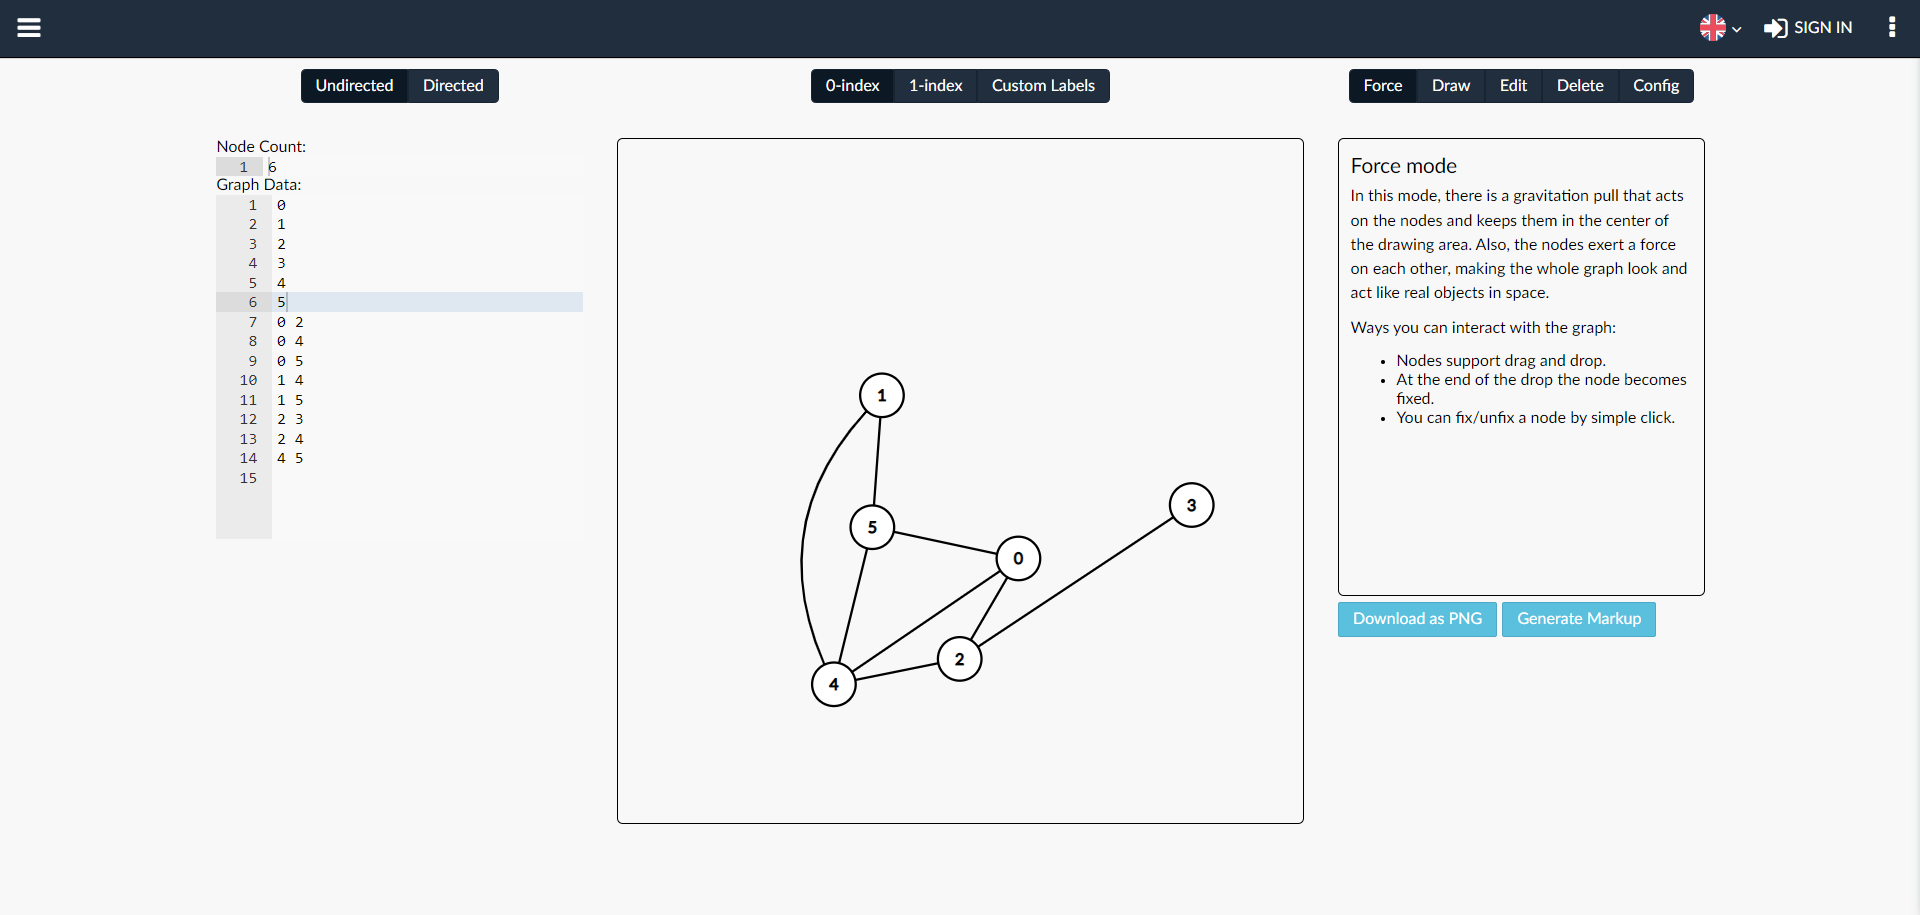 SIGN IN
Undirected Directed
0-index 1-index Custom Labels
Force Draw Edit Delete Config
Node Count:
1 6
Graph Data:
1 0
2 1
3 2
4 3
5 4
6 5
7 0 2
8 0 4
9 0 5
10 1 4
11 1 5
12 2 3
13 2 4
14 4 5
15
1
5
0
3
2
4
Force mode
In this mode, there is a gravitation pull that acts
on the nodes and keeps them in the center of
the drawing area. Also, the nodes exert a force
on each other, making the whole graph look and
act like real objects in space.
Ways you can interact with the graph:
• Nodes support drag and drop.
• At the end of the drop the node becomes
fixed.
• You can fix/unfix a node by simple click.
Download as PNG Generate Markup